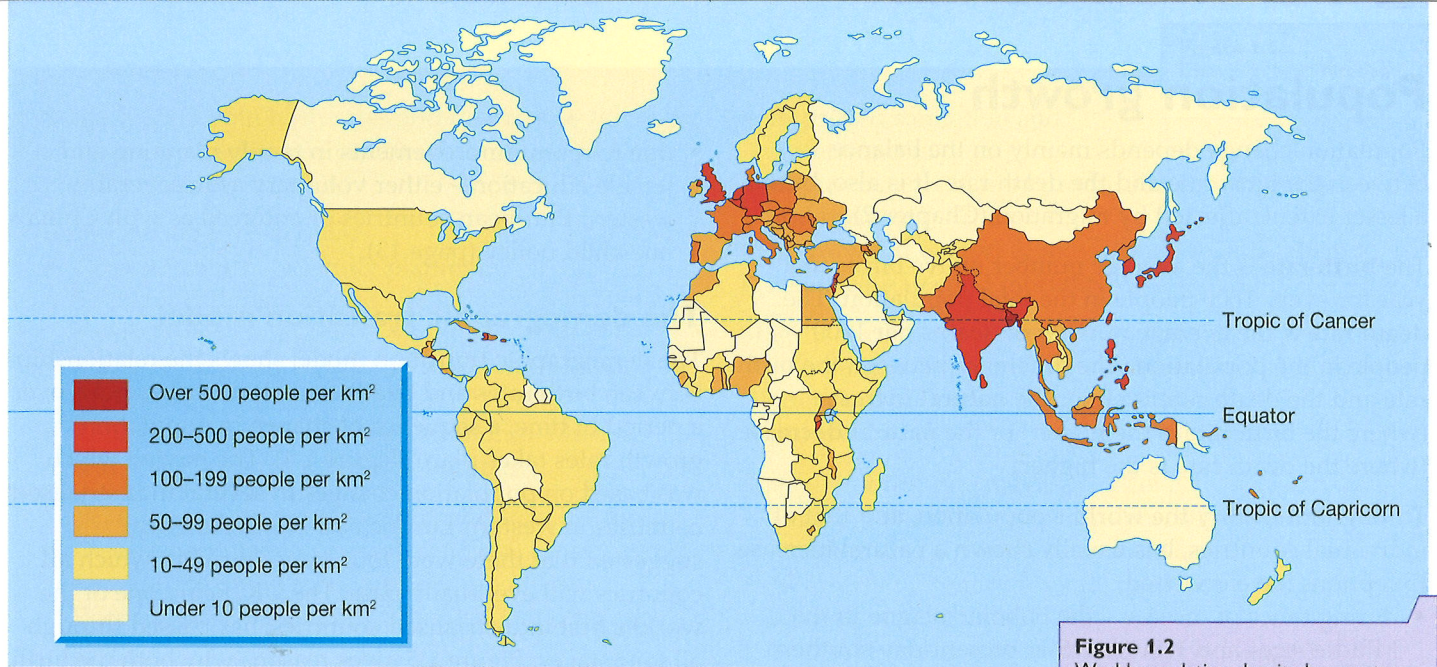 Tropic of Cancer
Equator
Tropic of Capricorn
Over 500 people per km²
200–500 people per km²
100–199 people per km²
50–99 people per km²
10–49 people per km²
Under 10 people per km²
Figure 1.2